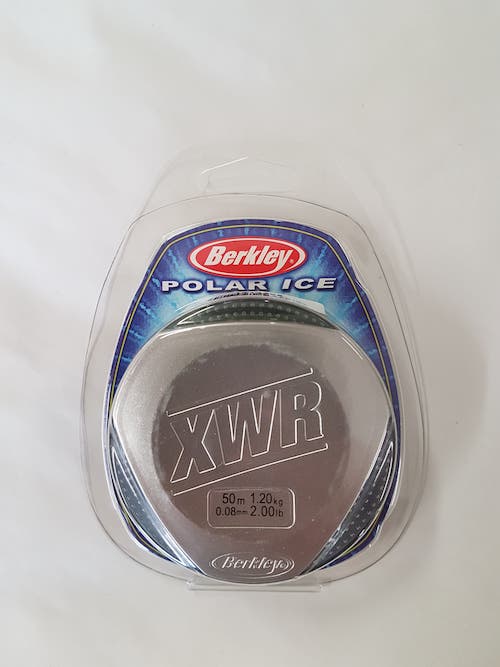 Berkley®
POLAR ICE
XWR
50m 1.20kg
0.08mm 2.00lb
Berkley®